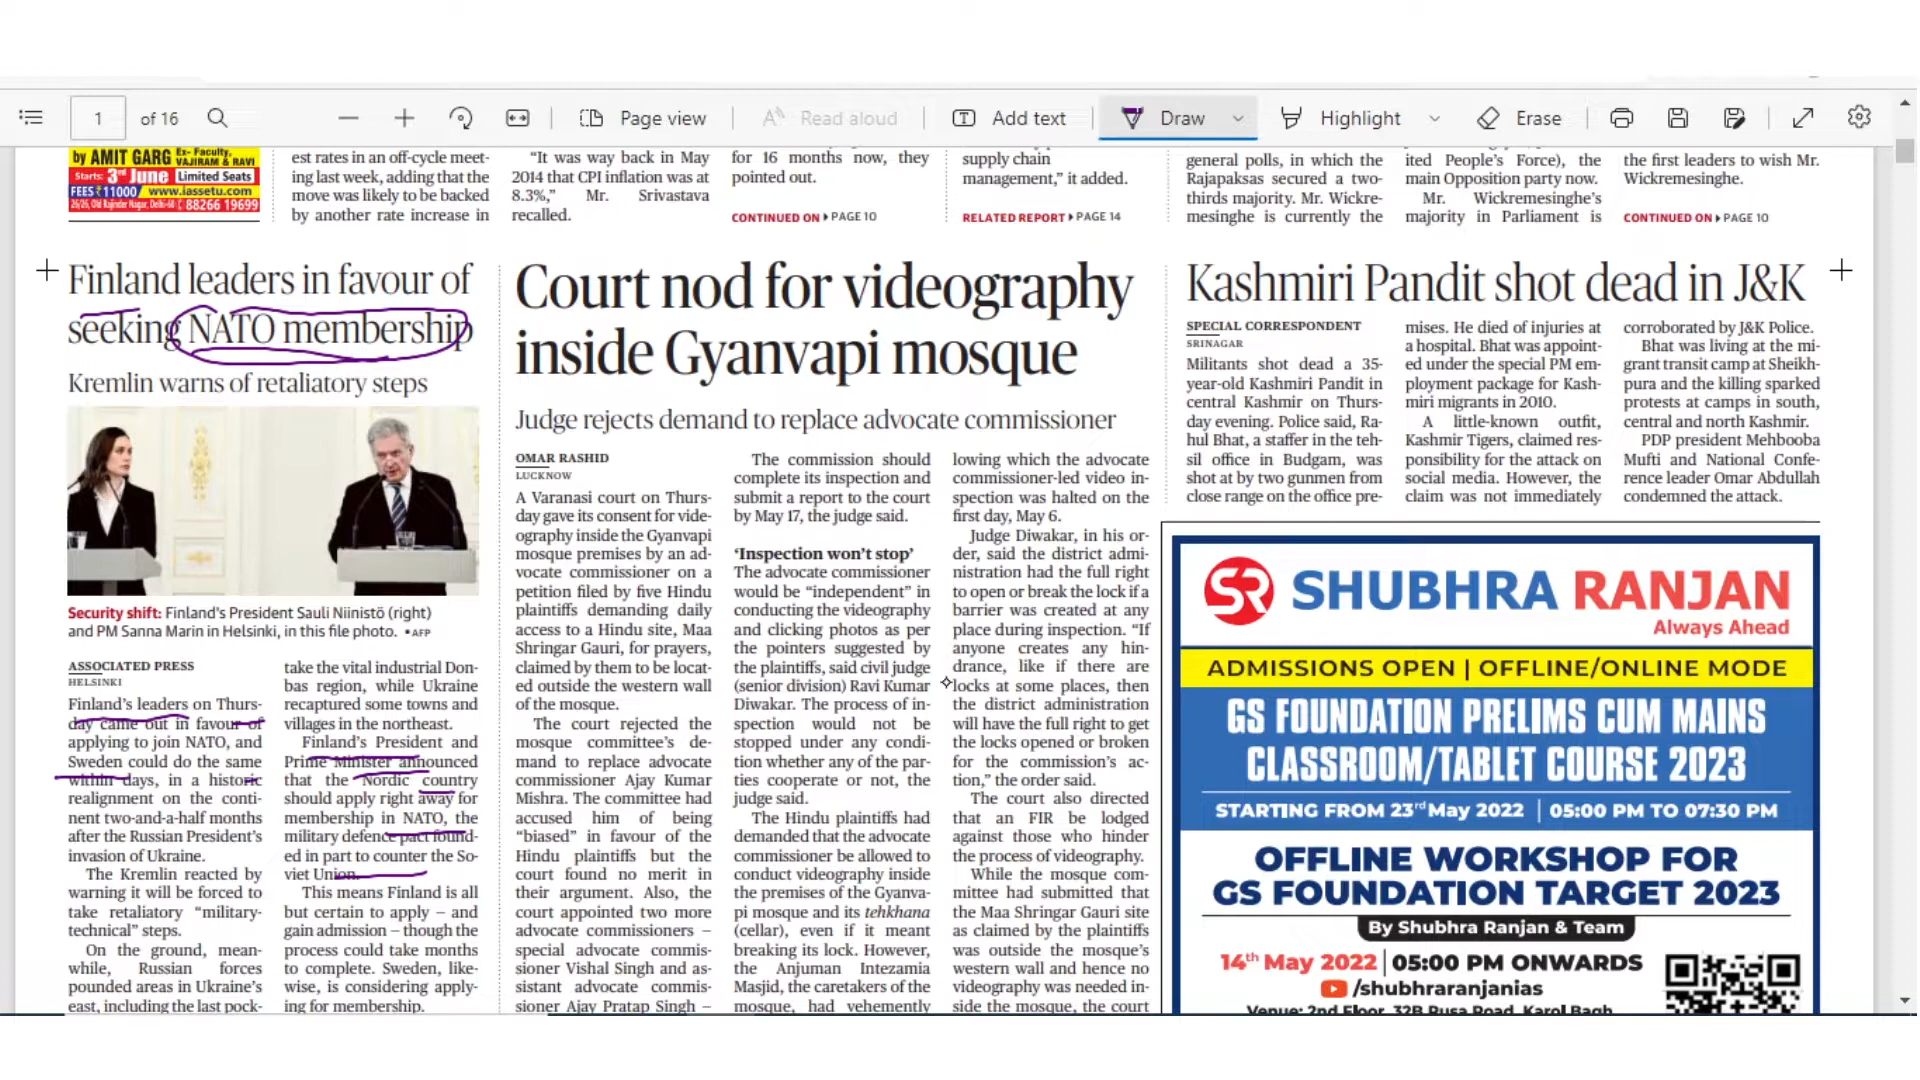 1 of 16 Page view Read aloud Add text Draw Highlight Erase
by AMIT GARG Ex- Faculty,
VAJIRAM & RAVI
Starts: 3rd June Limited Seats
FEES ₹11000/ www.iassetu.com
26/26, Old Rajinder Nagar, Delhi-60 88266 19699
est rates in an off-cycle meet-
ing last week, adding that the
move was likely to be backed
by another rate increase in
“It was way back in May
2014 that CPI inflation was at
8.3%,” Mr. Srivastava
recalled.
for 16 months now, they
pointed out.
CONTINUED ON PAGE 10
supply chain
management,” it added.
RELATED REPORT PAGE 14
general polls, in which the
Rajapaksas secured a two-
thirds majority. Mr. Wickre-
mesinghe is currently the
ited People’s Force), the
main Opposition party now.
Mr. Wickremesinghe’s
majority in Parliament is
the first leaders to wish Mr.
Wickremesinghe.
CONTINUED ON PAGE 10
Finland leaders in favour of
seeking NATO membership
Kremlin warns of retaliatory steps
Security shift: Finland’s President Sauli Niinistö (right)
and PM Sanna Marin in Helsinki, in this file photo. ▪AFP
ASSOCIATED PRESS
HELSINKI
Finland’s leaders on Thurs-
day came out in favour of
applying to join NATO, and
Sweden could do the same
within days, in a historic
realignment on the conti-
nent two-and-a-half months
after the Russian President’s
invasion of Ukraine.
The Kremlin reacted by
warning it will be forced to
take retaliatory “military-
technical” steps.
On the ground, mean-
while, Russian forces
pounded areas in Ukraine’s
east, including the last pock-
take the vital industrial Don-
bas region, while Ukraine
recaptured some towns and
villages in the northeast.
Finland’s President and
Prime Minister announced
that the Nordic country
should apply right away for
membership in NATO, the
military defence pact found-
ed in part to counter the So-
viet Union.
This means Finland is all
but certain to apply – and
gain admission – though the
process could take months
to complete. Sweden, like-
wise, is considering apply-
ing for membership.
Court nod for videography
inside Gyanvapi mosque
Judge rejects demand to replace advocate commissioner
OMAR RASHID
LUCKNOW
A Varanasi court on Thurs-
day gave its consent for vide-
ography inside the Gyanvapi
mosque premises by an ad-
vocate commissioner on a
petition filed by five Hindu
plaintiffs demanding daily
access to a Hindu site, Maa
Shringar Gauri, for prayers,
claimed by them to be locat-
ed outside the western wall
of the mosque.
The court rejected the
mosque committee’s de-
mand to replace advocate
commissioner Ajay Kumar
Mishra. The committee had
accused him of being
“biased” in favour of the
Hindu plaintiffs but the
court found no merit in
their argument. Also, the
court appointed two more
advocate commissioners –
special advocate commis-
sioner Vishal Singh and as-
sistant advocate commis-
sioner Ajay Pratap Singh –
The commission should
complete its inspection and
submit a report to the court
by May 17, the judge said.
‘Inspection won’t stop’
The advocate commissioner
would be “independent” in
conducting the videography
and clicking photos as per
the pointers suggested by
the plaintiffs, said civil judge
(senior division) Ravi Kumar
Diwakar. The process of in-
spection would not be
stopped under any condi-
tion whether any of the par-
ties cooperate or not, the
judge said.
The Hindu plaintiffs had
demanded that the advocate
commissioner be allowed to
conduct videography inside
the premises of the Gyanva-
pi mosque and its tehkhana
(cellar), even if it meant
breaking its lock. However,
the Anjuman Intezamia
Masjid, the caretakers of the
mosque, had vehemently
lowing which the advocate
commissioner-led video in-
spection was halted on the
first day, May 6.
Judge Diwakar, in his or-
der, said the district admi-
nistration had the full right
to open or break the lock if a
barrier was created at any
place during inspection. “If
anyone creates any hin-
drance, like if there are
locks at some places, then
the district administration
will have the full right to get
the locks opened or broken
for the commission’s ac-
tion,” the order said.
The court also directed
that an FIR be lodged
against those who hinder
the process of videography.
While the mosque com-
mittee had submitted that
the Maa Shringar Gauri site
as claimed by the plaintiffs
was outside the mosque’s
western wall and hence no
videography was needed in-
side the mosque, the court
Kashmiri Pandit shot dead in J&K
SPECIAL CORRESPONDENT
SRINAGAR
Militants shot dead a 35-
year-old Kashmiri Pandit in
central Kashmir on Thurs-
day evening. Police said, Ra-
hul Bhat, a staffer in the teh-
sil office in Budgam, was
shot at by two gunmen from
close range on the office pre-
mises. He died of injuries at
a hospital. Bhat was appoint-
ed under the special PM em-
ployment package for Kash-
miri migrants in 2010.
A little-known outfit,
Kashmir Tigers, claimed res-
ponsibility for the attack on
social media. However, the
claim was not immediately
corroborated by J&K Police.
Bhat was living at the mi-
grant transit camp at Sheikh-
pura and the killing sparked
protests at camps in south,
central and north Kashmir.
PDP president Mehbooba
Mufti and National Confe-
rence leader Omar Abdullah
condemned the attack.
SR SHUBHRA RANJAN
Always Ahead
ADMISSIONS OPEN | OFFLINE/ONLINE MODE
GS FOUNDATION PRELIMS CUM MAINS
CLASSROOM/TABLET COURSE 2023
STARTING FROM 23rd May 2022 | 05:00 PM TO 07:30 PM
OFFLINE WORKSHOP FOR
GS FOUNDATION TARGET 2023
By Shubhra Ranjan & Team
14th May 2022 | 05:00 PM ONWARDS
/shubhraranjanias
Venue: 2nd Floor, 32B Pusa Road, Karol Bagh